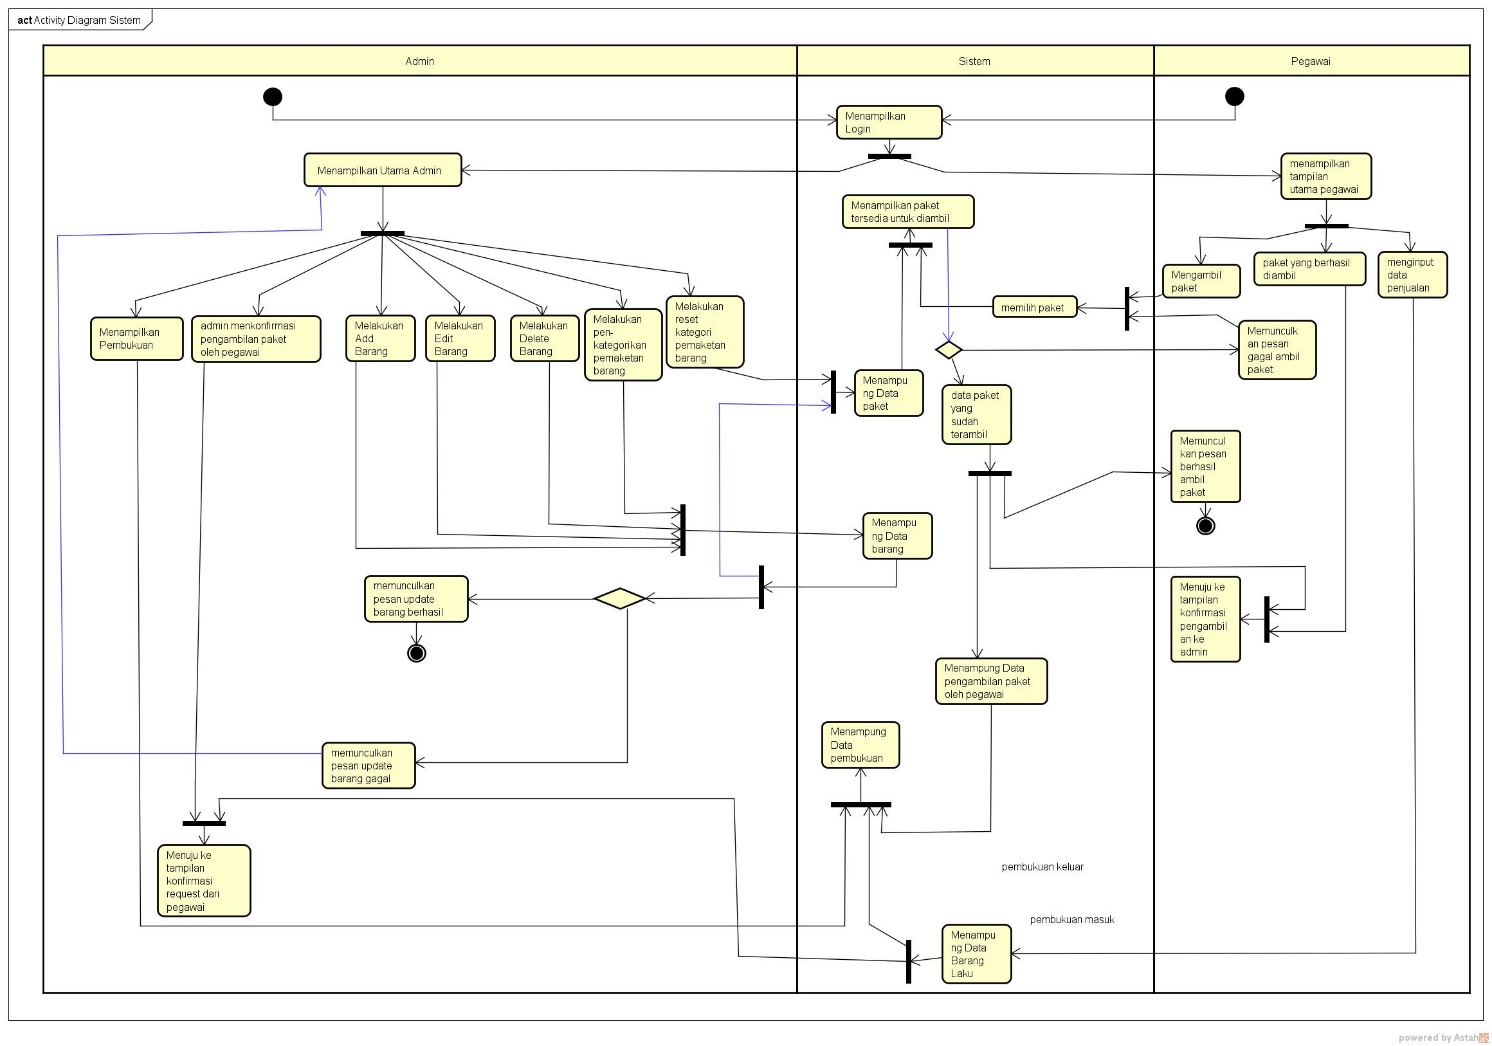 act Activity Diagram Sistem
Admin
Sistem
Pegawai
Menampilkan
Login
Menampilkan Utama Admin
menampilkan
tampilan
utama pegawai
Menampilkan paket
tersedia untuk diambil
Mengambil
paket
paket yang berhasil
diambil
menginput
data
penjualan
memilih paket
Menampilkan
Pembukuan
admin menkonfirmasi
pengambilan paket
oleh pegawai
Melakukan
Add
Barang
Melakukan
Edit
Barang
Melakukan
Delete
Barang
Melakukan
pen-
kategorikan
pemaketan
barang
Melakukan
reset
kategori
pemaketan
barang
Memunculk
an pesan
gagal ambil
paket
Menampu
ng Data
paket
data paket
yang
sudah
terambil
Memuncul
kan pesan
berhasil
ambil
paket
Menampu
ng Data
barang
memunculkan
pesan update
barang berhasil
Menuju ke
tampilan
konfirmasi
pengambil
an ke
admin
Menampung Data
pengambilan paket
oleh pegawai
Menampung
Data
pembukuan
memunculkan
pesan update
barang gagal
Menuju ke
tampilan
konfirmasi
request dari
pegawai
pembukuan keluar
pembukuan masuk
Menampu
ng Data
Barang
Laku
powered by Astah